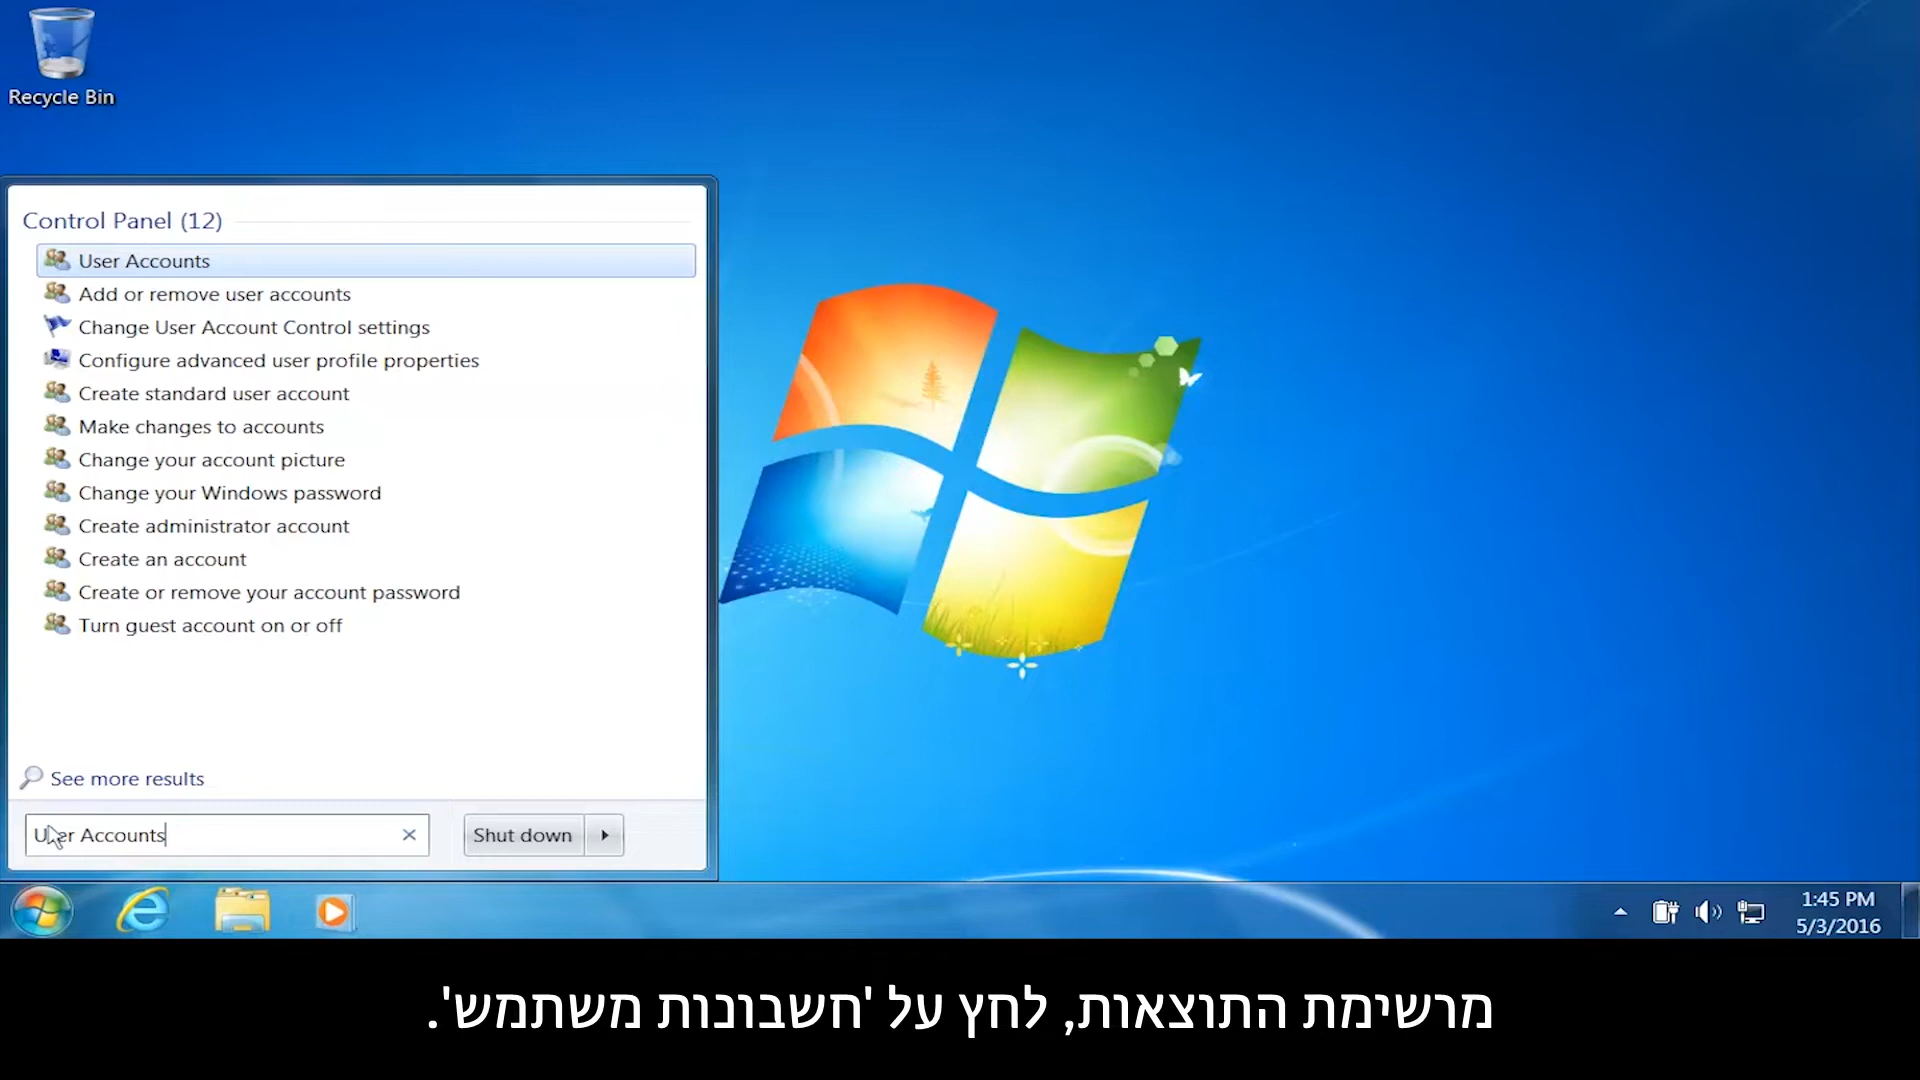 Recycle Bin
Control Panel (12)
User Accounts
Add or remove user accounts
Change User Account Control settings
Configure advanced user profile properties
Create standard user account
Make changes to accounts
Change your account picture
Change your Windows password
Create administrator account
Create an account
Create or remove your account password
Turn guest account on or off
See more results
User Accounts
Shut down
1:45 PM
5/3/2016
מרשימת התוצאות, לחץ על 'חשבונות משתמש'.